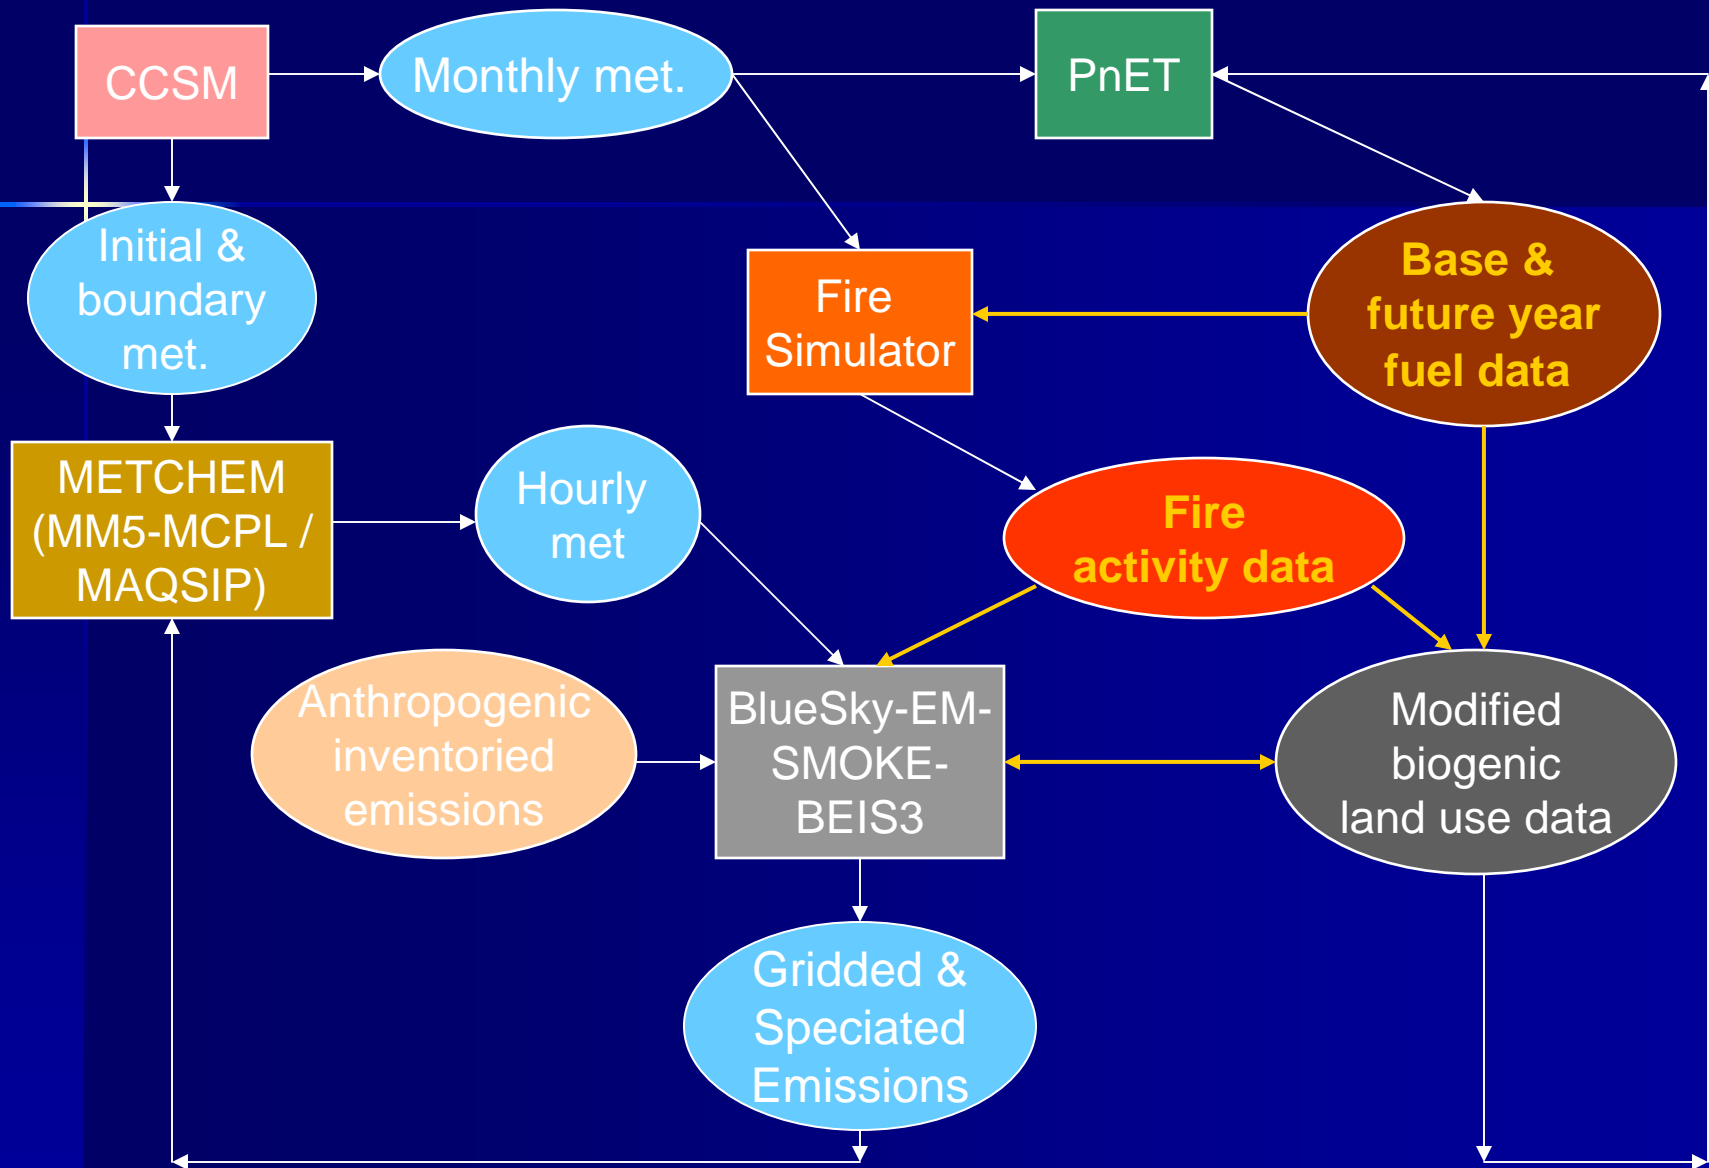 CCSM
Monthly met.
PnET
Initial &
boundary
met.
Fire
Simulator
Base &
future year
fuel data
METCHEM
(MM5-MCPL /
MAQSIP)
Hourly
met
Fire
activity data
Anthropogenic
inventoried
emissions
BlueSky-EM-
SMOKE-
BEIS3
Modified
biogenic
land use data
Gridded &
Speciated
Emissions